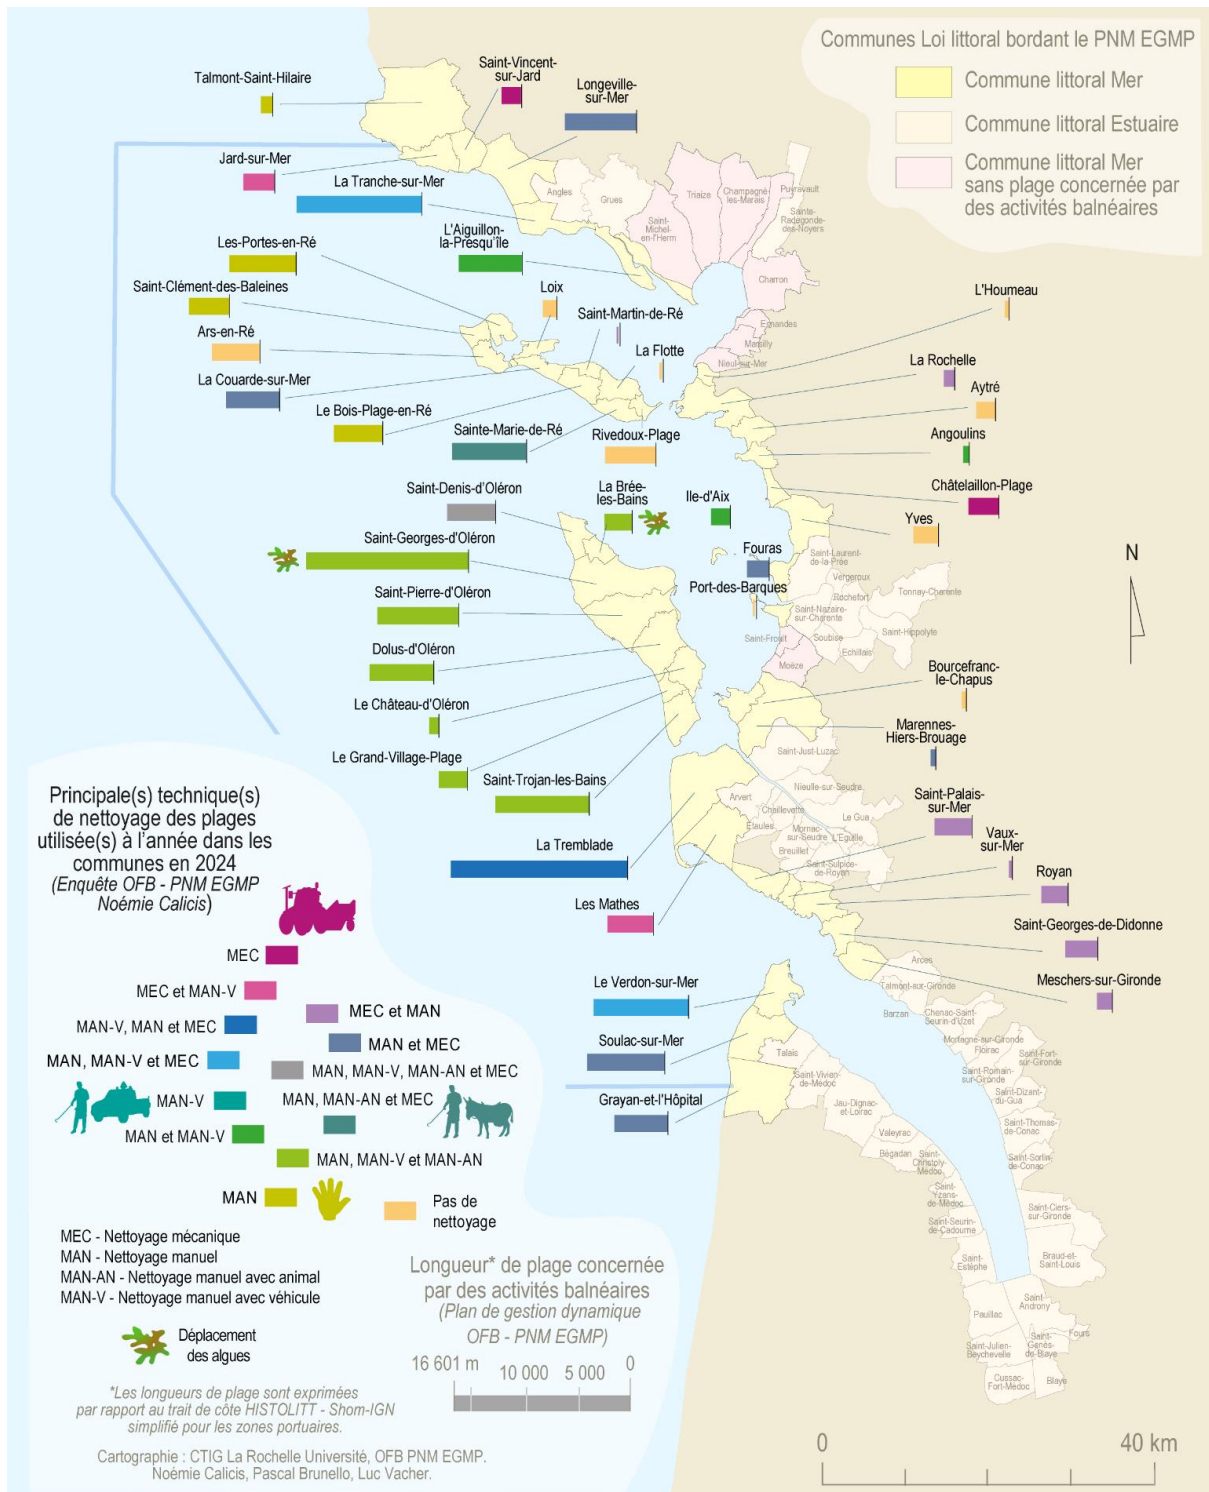 Communes Loi littoral bordant le PNM EGMP
Commune littoral Mer
Commune littoral Estuaire
Commune littoral Mer
sans plage concernée par
des activités balnéaires
Talmont-Saint-Hilaire
Saint-Vincent-
sur-Jard
Longeville-
sur-Mer
Jard-sur-Mer
La Tranche-sur-Mer
L'Aiguillon-
la-Presqu'île
Les-Portes-en-Ré
Saint-Clément-des-Baleines
Loix
Ars-en-Ré
Saint-Martin-de-Ré
La Flotte
La Couarde-sur-Mer
Le Bois-Plage-en-Ré
Sainte-Marie-de-Ré
Rivedoux-Plage
Angles
Grues
Saint-
Michel-
en-l'Herm
Triaize
Champagné-
les-Marais
Puyravault
Sainte-
Radegonde-
des-Noyers
Charron
Esnandes
Marsilly
Nieul-sur-Mer
L'Houmeau
La Rochelle
Aytré
Angoulins
Châtelaillon-Plage
Yves
Saint-Denis-d'Oléron
La Brée-
les-Bains
Ile-d'Aix
Saint-Georges-d'Oléron
Fouras
Port-des-Barques
Saint-Pierre-d'Oléron
Dolus-d'Oléron
Le Château-d'Oléron
Le Grand-Village-Plage
Saint-Trojan-les-Bains
Saint-Laurent-
de-la-Prée
Vergeroux
Rochefort
Tonnay-Charente
Saint-Nazaire-
sur-Charente
Saint-Hippolyte
Saint-Froult
Soubise
Echillais
Moëze
N
Bourcefranc-
le-Chapus
Marennes-
Hiers-Brouage
Saint-Just-Luzac
Nieulle-sur-Seudre
Arvert
Chaillevette
Le Gua
Etaules
Mornac-
sur-Seudre
L'Eguille
Breuillet
Saint-Sulpice-
de-Royan
Saint-Palais-
sur-Mer
Vaux-
sur-Mer
Royan
Saint-Georges-de-Didonne
Meschers-sur-Gironde
La Tremblade
Les Mathes
Le Verdon-sur-Mer
Soulac-sur-Mer
Grayan-et-l'Hôpital
Arces
Talmont-sur-Gironde
Barzan
Chenac-Saint-
Seurin-d'Uzet
Mortagne-sur-Gironde
Floirac
Saint-Fort-
sur-Gironde
Saint-Romain-
sur-Gironde
Saint-Dizant-
du-Gua
Saint-Thomas-
de-Conac
Saint-Sorlin-
de-Conac
Saint-Ciers-
sur-Gironde
Braud-et-
Saint-Louis
Talais
Saint-Vivien-
de-Médoc
Jau-Dignac-
et-Loirac
Valeyrac
Bégadan
Saint-
Christoly-
Médoc
Saint-
Yzans-
de-Médoc
Saint-Seurin-
de-Cadourne
Saint-
Estèphe
Pauillac
Saint-
Androny
Saint-Julien-
Beychevelle
Saint-
Genès-
de-Blaye
Fours
Cussac-
Fort-Médoc
Blaye
Principale(s) technique(s)
de nettoyage des plages
utilisée(s) à l'année dans les
communes en 2024
(Enquête OFB - PNM EGMP
Noémie Calicis)
MEC
MEC et MAN-V
MEC et MAN
MAN-V, MAN et MEC
MAN et MEC
MAN, MAN-V et MEC
MAN, MAN-V, MAN-AN et MEC
MAN-V
MAN, MAN-AN et MEC
MAN et MAN-V
MAN, MAN-V et MAN-AN
MAN
Pas de
nettoyage
MEC - Nettoyage mécanique
MAN - Nettoyage manuel
MAN-AN - Nettoyage manuel avec animal
MAN-V - Nettoyage manuel avec véhicule
Déplacement
des algues
Longueur* de plage concernée
par des activités balnéaires
(Plan de gestion dynamique
OFB - PNM EGMP)
16 601 m 10 000 5 000 0
*Les longueurs de plage sont exprimées
par rapport au trait de côte HISTOLITT - Shom-IGN
simplifié pour les zones portuaires.
Cartographie : CTIG La Rochelle Université, OFB PNM EGMP.
Noémie Calicis, Pascal Brunello, Luc Vacher.
0 40 km